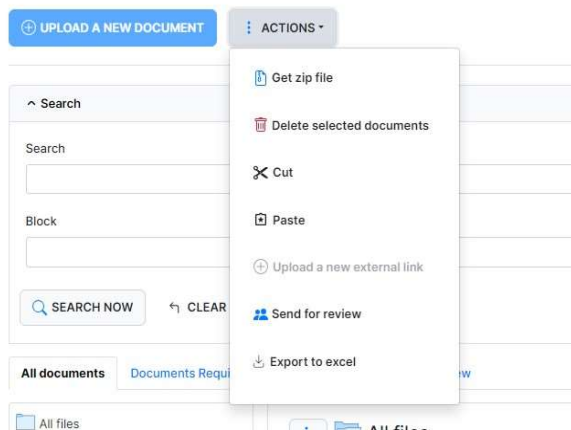 UPLOAD A NEW DOCUMENT
ACTIONS
Get zip file
Search
Delete selected documents
Search
Cut
Block
Paste
Upload a new external link
SEARCH NOW
CLEAR
Send for review
Export to excel
All documents
Documents Requi
ew
All files
All files